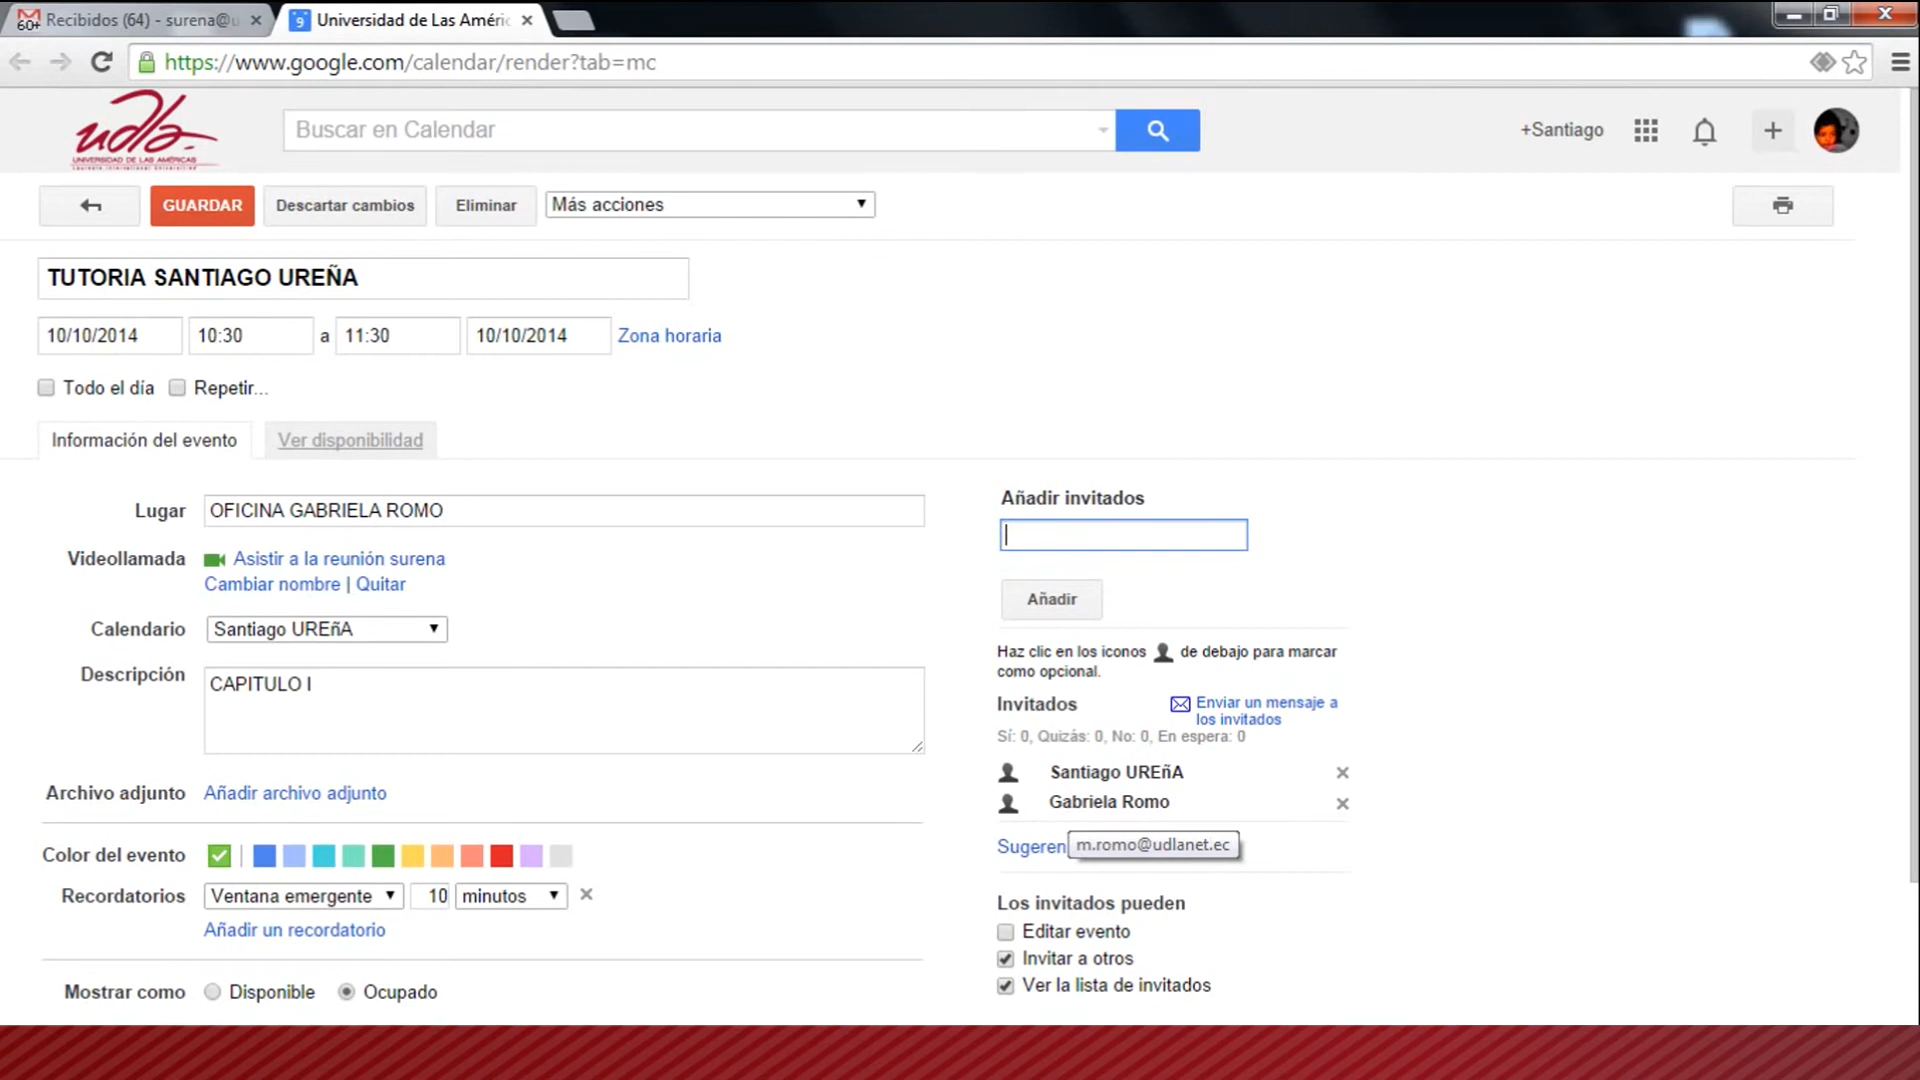 Recibidos (64) - surena@u
Universidad de Las Améric
60+
9
https://www.google.com/calendar/render?tab=mc
udla
UNIVERSIDAD DE LAS AMÉRICAS
Buscar en Calendar
+Santiago
GUARDAR
Descartar cambios
Eliminar
Más acciones
TUTORIA SANTIAGO UREÑA
10/10/2014 10:30 a 11:30 10/10/2014 Zona horaria
Todo el día Repetir...
Información del evento
Ver disponibilidad
Lugar OFICINA GABRIELA ROMO
Videollamada Asistir a la reunión surena
Cambiar nombre | Quitar
Calendario Santiago UREñA
Descripción CAPITULO I
Archivo adjunto Añadir archivo adjunto
Color del evento
Recordatorios Ventana emergente 10 minutos
Añadir un recordatorio
Mostrar como Disponible Ocupado
Añadir invitados
Añadir
Haz clic en los iconos de debajo para marcar
como opcional.
Invitados
Enviar un mensaje a
los invitados
Sí: 0, Quizás: 0, No: 0, En espera: 0
Santiago UREñA
Gabriela Romo
Sugeren
m.romo@udlanet.ec
Los invitados pueden
Editar evento
Invitar a otros
Ver la lista de invitados